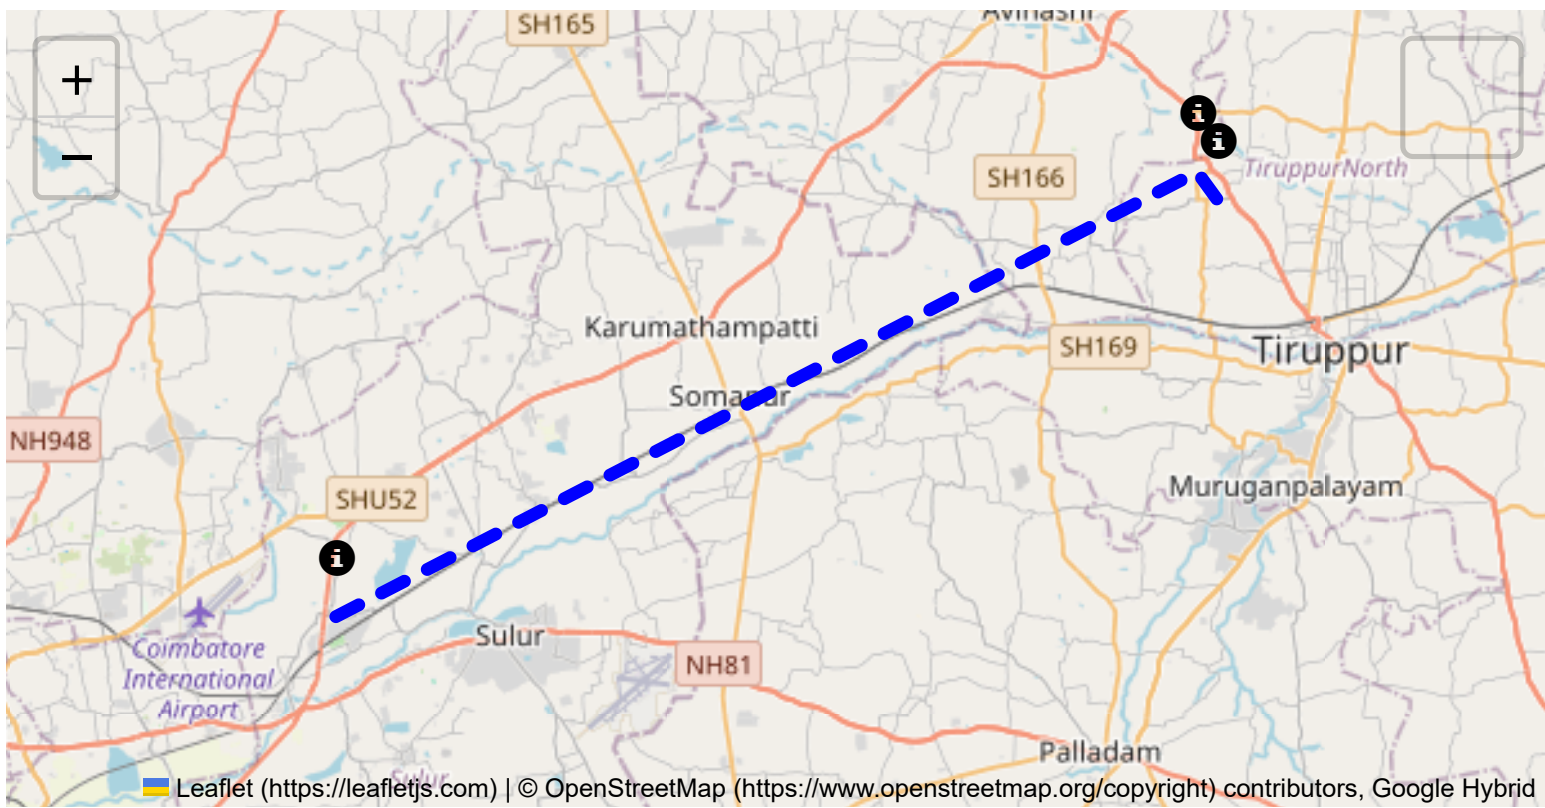 SH165
Avinashi
+
−
i
i
TiruppurNorth
SH166
Karumathampatti
SH169
Tiruppur
Somanur
NH948
SHU52
Muruganpalayam
i
Sulur
NH81
Coimbatore
International
Airport
Palladam
Sulur
Leaflet (https://leafletjs.com) | © OpenStreetMap (https://www.openstreetmap.org/copyright) contributors, Google Hybrid